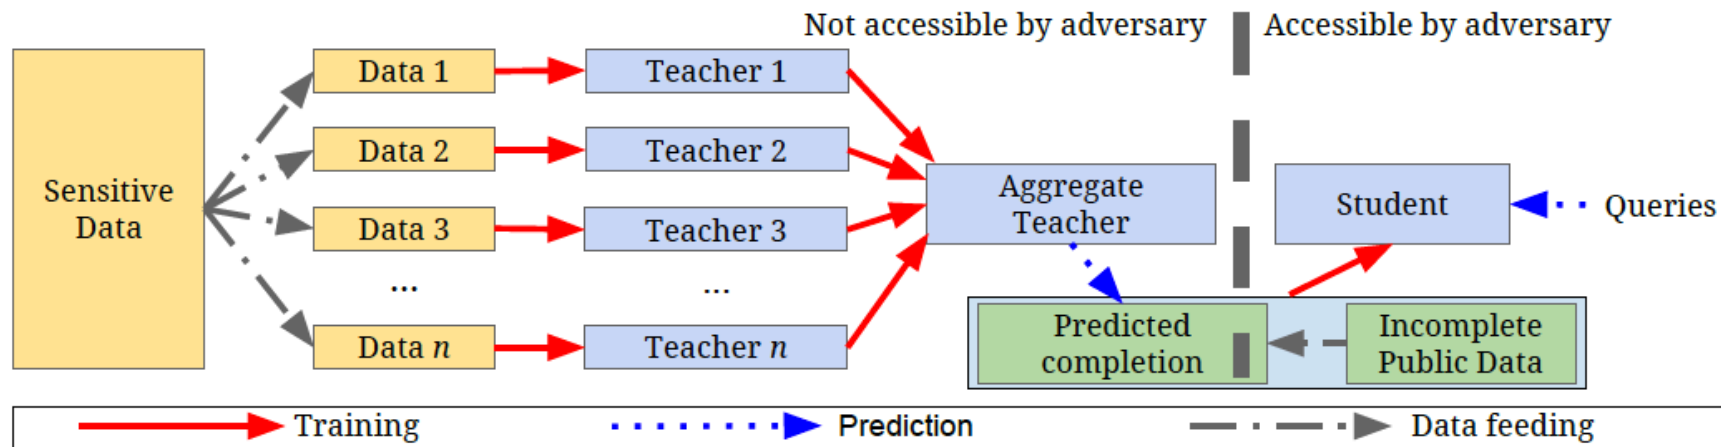 Not accessible by adversary
Accessible by adversary
Sensitive
Data
Data 1
Teacher 1
Data 2
Teacher 2
Data 3
Teacher 3
...
...
Data n
Teacher n
Aggregate
Teacher
Student
Queries
Predicted
completion
Incomplete
Public Data
Training
Prediction
Data feeding